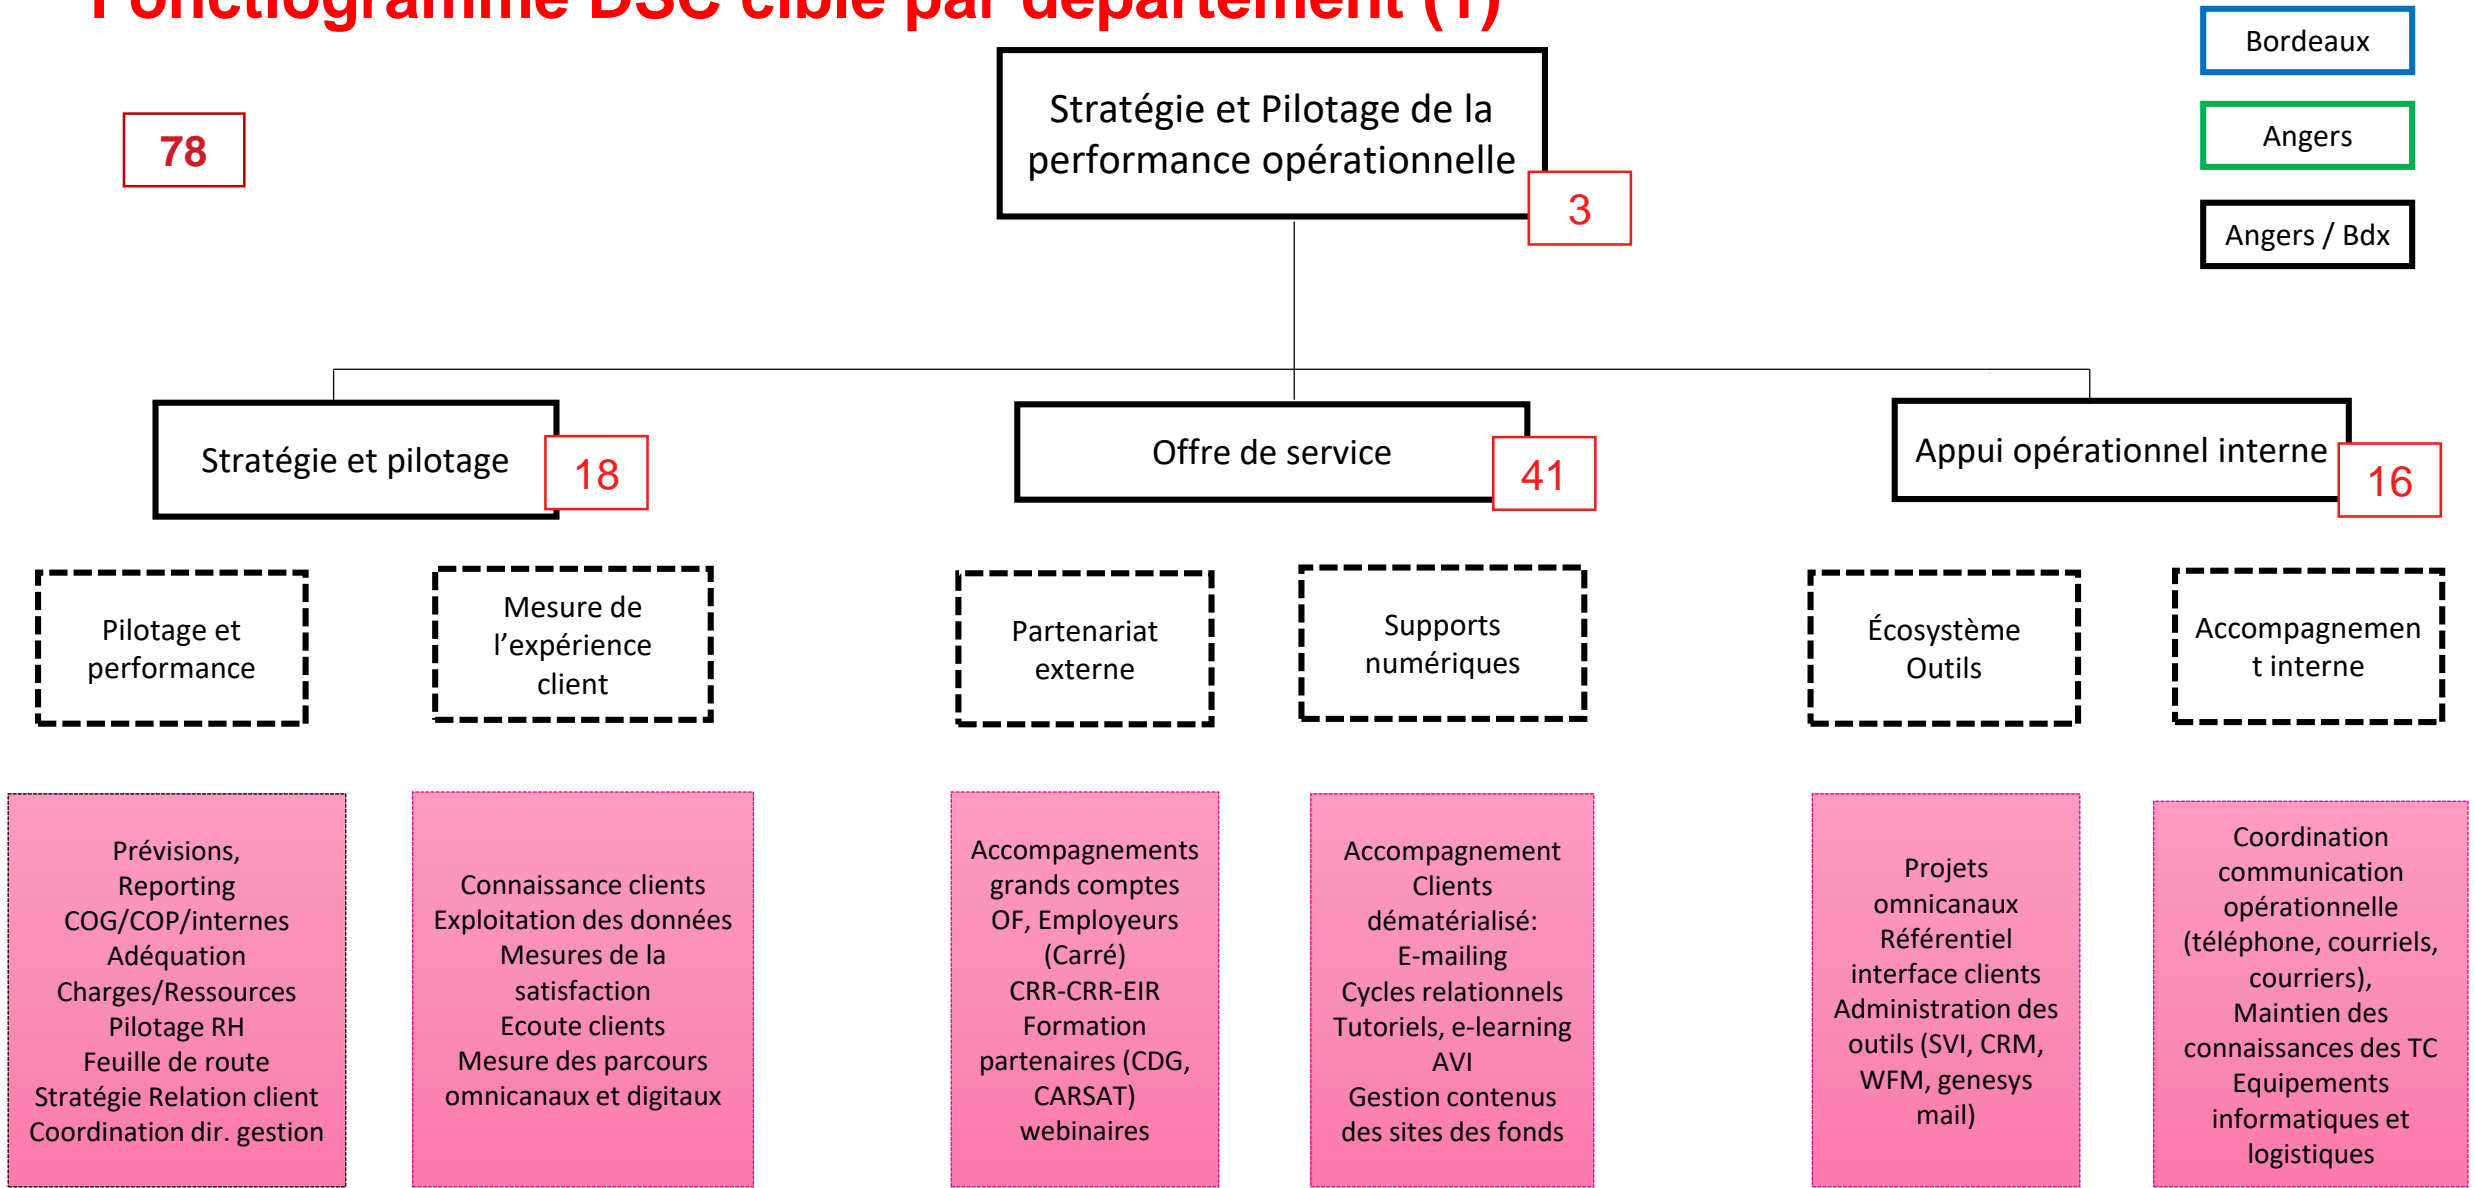 Fonctiogramme DSC cible par département (1)
Bordeaux
Angers
Angers / Bdx
78
Stratégie et Pilotage de la
performance opérationnelle
3
Stratégie et pilotage
18
Offre de service
41
Appui opérationnel interne
16
Pilotage et
performance
Mesure de
l’expérience
client
Partenariat
externe
Supports
numériques
Écosystème
Outils
Accompagnemen
t interne
Prévisions,
Reporting
COG/COP/internes
Adéquation
Charges/Ressources
Pilotage RH
Feuille de route
Stratégie Relation client
Coordination dir. gestion
Connaissance clients
Exploitation des données
Mesures de la
satisfaction
Ecoute clients
Mesure des parcours
omnicanaux et digitaux
Accompagnements
grands comptes
OF, Employeurs
(Carré)
CRR-CRR-EIR
Formation
partenaires (CDG,
CARSAT)
webinaires
Accompagnement
Clients
dématérialisé:
E-mailing
Cycles relationnels
Tutoriels, e-learning
AVI
Gestion contenus
des sites des fonds
Projets
omnicanaux
Référentiel
interface clients
Administration des
outils (SVI, CRM,
WFM, genesys
mail)
Coordination
communication
opérationnelle
(téléphone, courriels,
courriers),
Maintien des
connaissances des TC
Equipements
informatiques et
logistiques